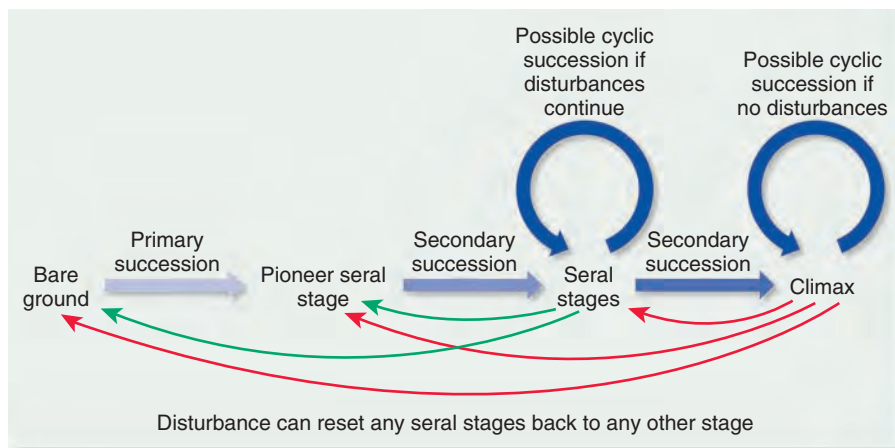 Possible cyclic
succession if
disturbances
continue
Possible cyclic
succession if
no disturbances
Primary
succession
Secondary
succession
Secondary
succession
Bare
ground
Pioneer seral
stage
Seral
stages
Climax
Disturbance can reset any seral stages back to any other stage